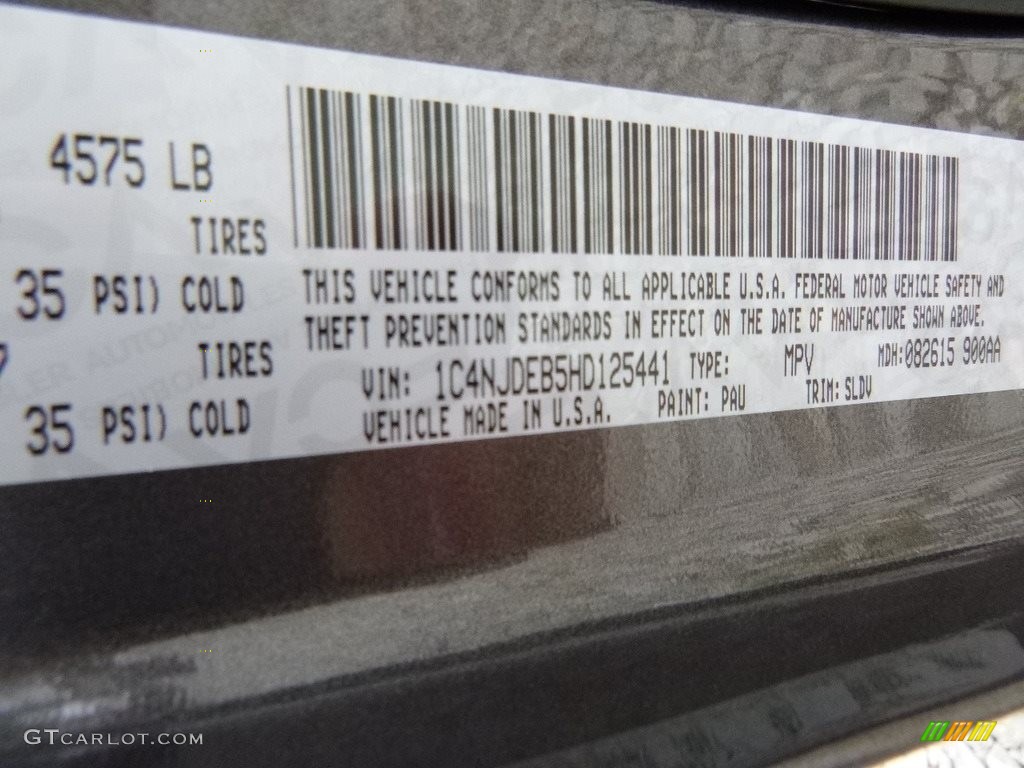 4575 LB
TIRES
35 PSI) COLD
TIRES
35 PSI) COLD
THIS VEHICLE CONFORMS TO ALL APPLICABLE U.S.A. FEDERAL MOTOR VEHICLE SAFETY AND
THEFT PREVENTION STANDARDS IN EFFECT ON THE DATE OF MANUFACTURE SHOWN ABOVE.
VIN: 1C4NJDEB5HD125441 TYPE: MPV MDH:082615 900AA
VEHICLE MADE IN U.S.A. PAINT: PAU TRIM: SLDV
GTCARLOT.COM